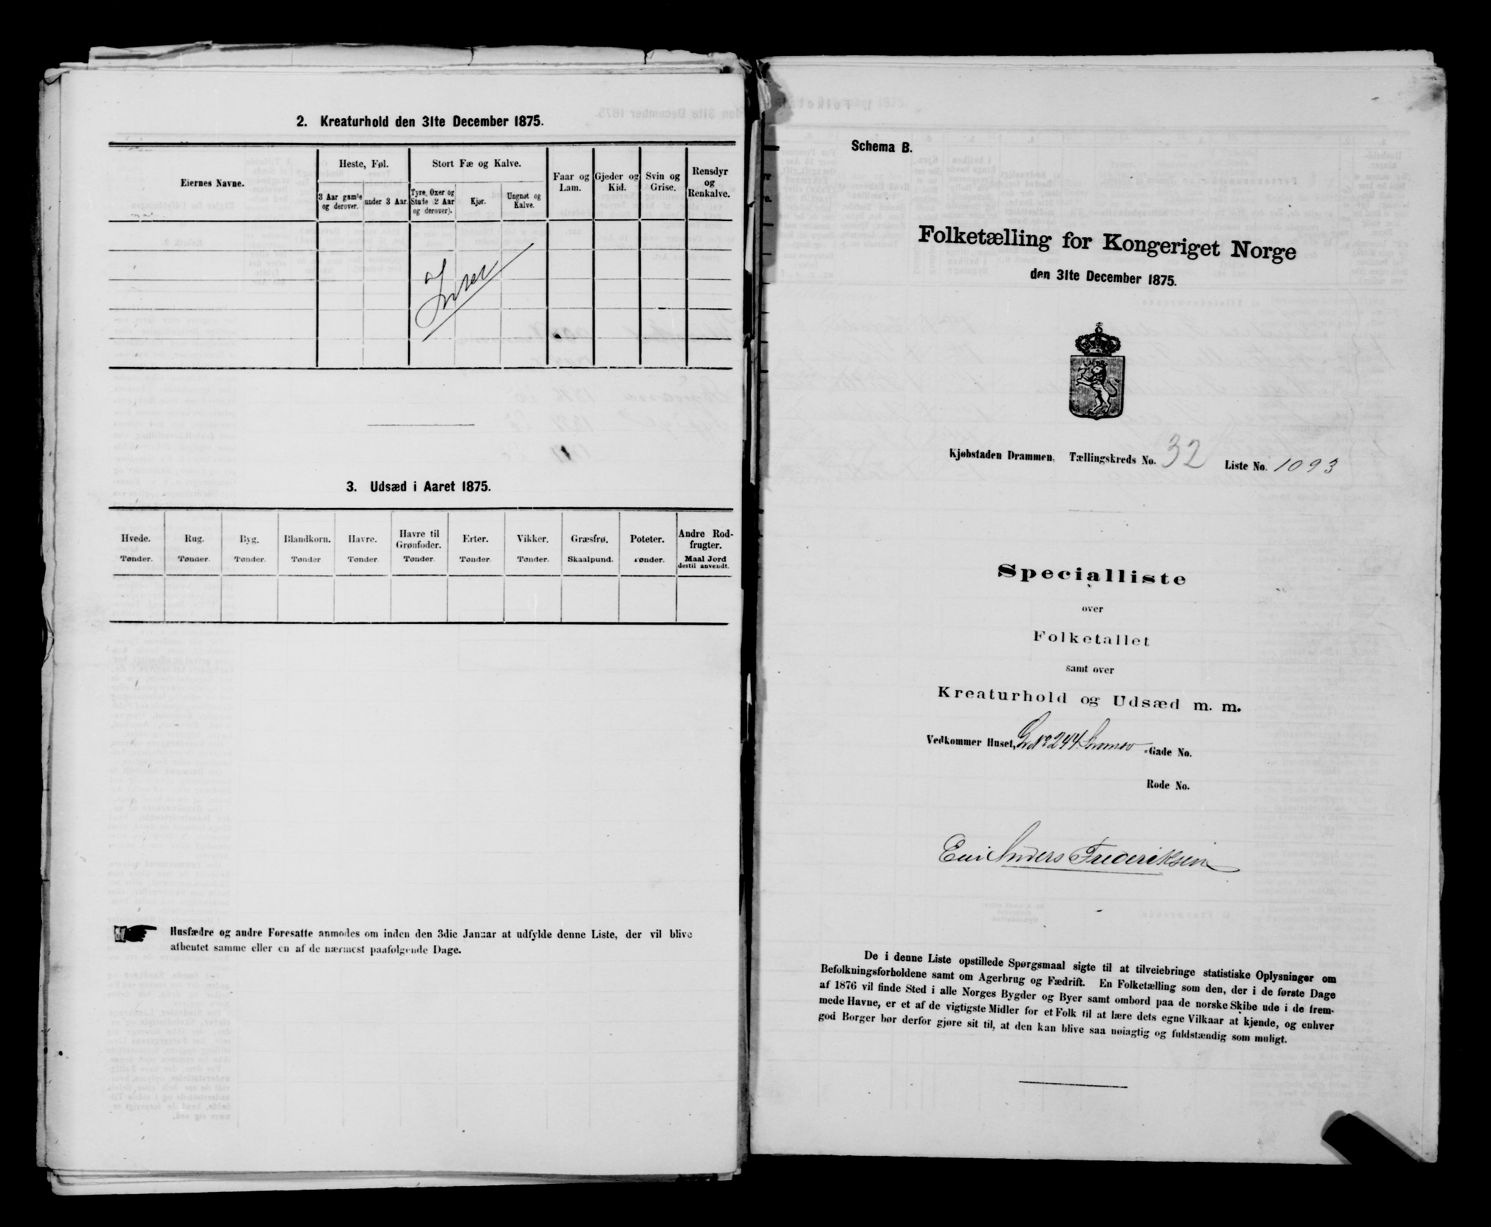 2. Kreaturhold den 31te December 1875.
Eiernes Navne.
Heste, Føl.
3 Aar gamle og derover.
under 3 Aar.
Stort Fæ og Kalve.
Tyre, Oxer og Stude (2 Aar og derover).
Kjør.
Ungnøt og Kalve.
Faar og Lam.
Gjeder og Kid.
Svin og Grise.
Rensdyr og Renkalve.
3. Udsæd i Aaret 1875.
Hvede. Rug. Byg. Blandkorn. Havre. Havre til Grønfoder. Erter. Vikker. Græsfrø. Poteter. Andre Rodfrugter.
Tønder. Tønder. Tønder. Tønder Tønder. Tønder. Tønder. Tønder. Skaalpund. Tønder. Maal Jord destil anvendt.
Husfædre og andre Foresatte anmodes om inden den 3die Januar at udfylde denne Liste, der vil blive
afhentet samme eller en af de nærmest paafølgende Dage.
Schema B.
Folketælling for Kongeriget Norge
den 31te December 1875.
Kjøbstaden Drammen. Tællingskreds No. 32 Liste No. 1093
Specialliste
over
Folketallet
samt over
Kreaturhold og Udsæd m. m.
Vedkommer Huset, No 244 -Gade No.
Rode No.
Anders Frederiksen
De i denne Liste opstillede Spørgsmaal sigte til at tilveiebringe statistiske Oplysninger om
Befolkningsforholdene samt om Agerbrug og Fædrift. En Folketælling som den, der i de første Dage
af 1876 vil finde Sted i alle Norges Bygder og Byer samt ombord paa de norske Skibe ude i de frem-
mede Havne, er et af de vigtigste Midler for et Folk til at lære dets egne Vilkaar at kjende, og enhver
god Borger bør derfor gjøre sit til, at den kan blive saa nøiagtig og fuldstændig som muligt.